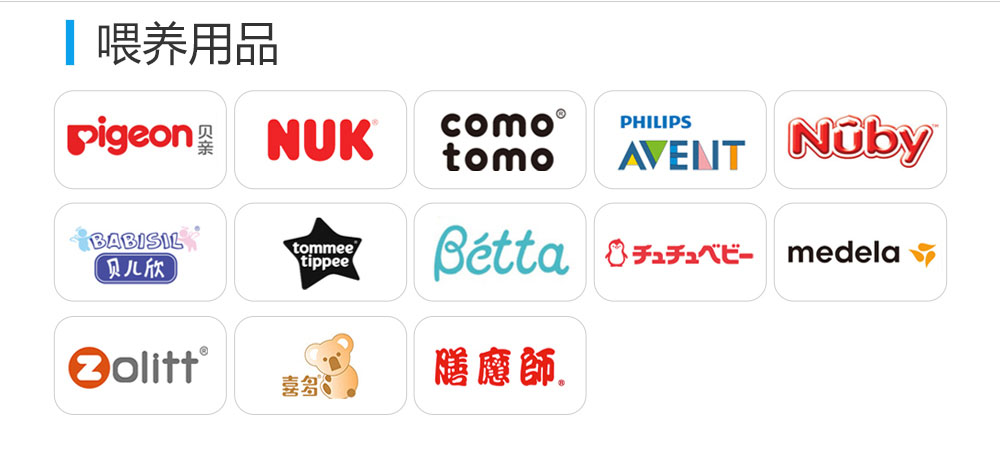 喂养用品
pigeon 贝亲
NUK®
como®
tomo
PHILIPS
AVENT
Nûby™
BABISIL®
贝儿欣
tommee®
tippee
Bétta
チュチュベビー
medela
zolitt®
喜多®
膳魔師®